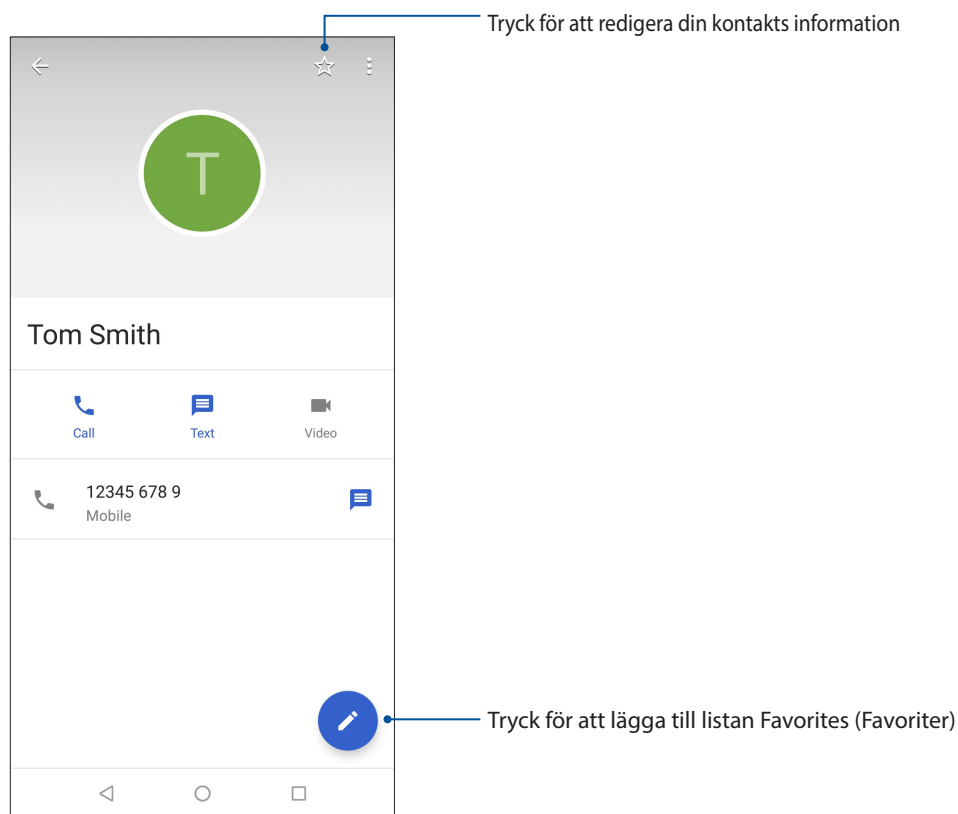 Tryck för att redigera din kontakts information
T
Tom Smith
Call Text Video
12345 678 9
Mobile
Tryck för att lägga till listan Favorites (Favoriter)